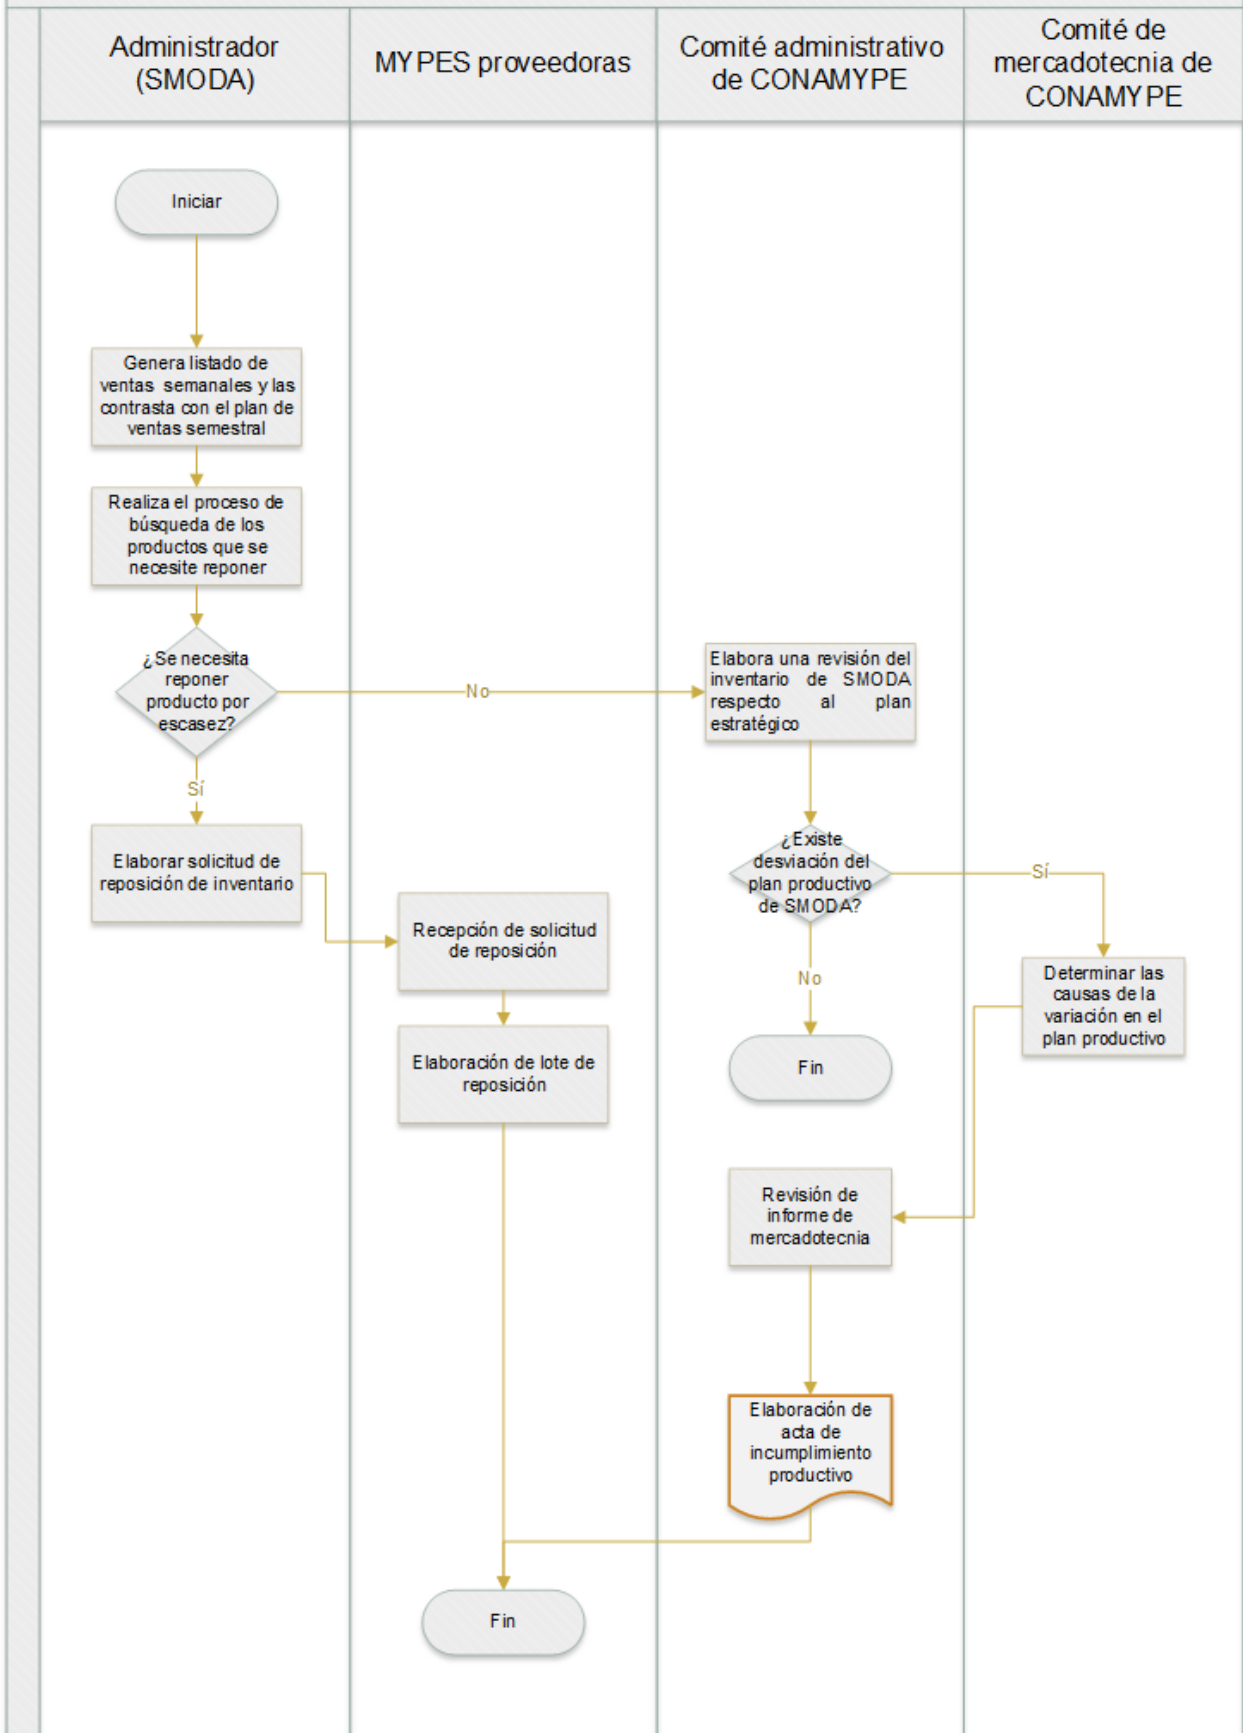 Administrador
(SMODA)
MYPES proveedoras
Comité administrativo
de CONAMYPE
Comité de
mercadotecnia de
CONAMYPE
Iniciar
Genera listado de
ventas semanales y las
contrasta con el plan de
ventas semestral
Realiza el proceso de
búsqueda de los
productos que se
necesite reponer
¿Se necesita
reponer
producto por
escasez?
No
Elabora una revisión del
inventario de SMODA
respecto al plan
estratégico
Sí
Elaborar solicitud de
reposición de inventario
¿Existe
desviación del
plan productivo
de SMODA?
Sí
Recepción de solicitud
de reposición
No
Determinar las
causas de la
variación en el
plan productivo
Elaboración de lote de
reposición
Fin
Revisión de
informe de
mercadotecnia
Elaboración de
acta de
incumplimiento
productivo
Fin